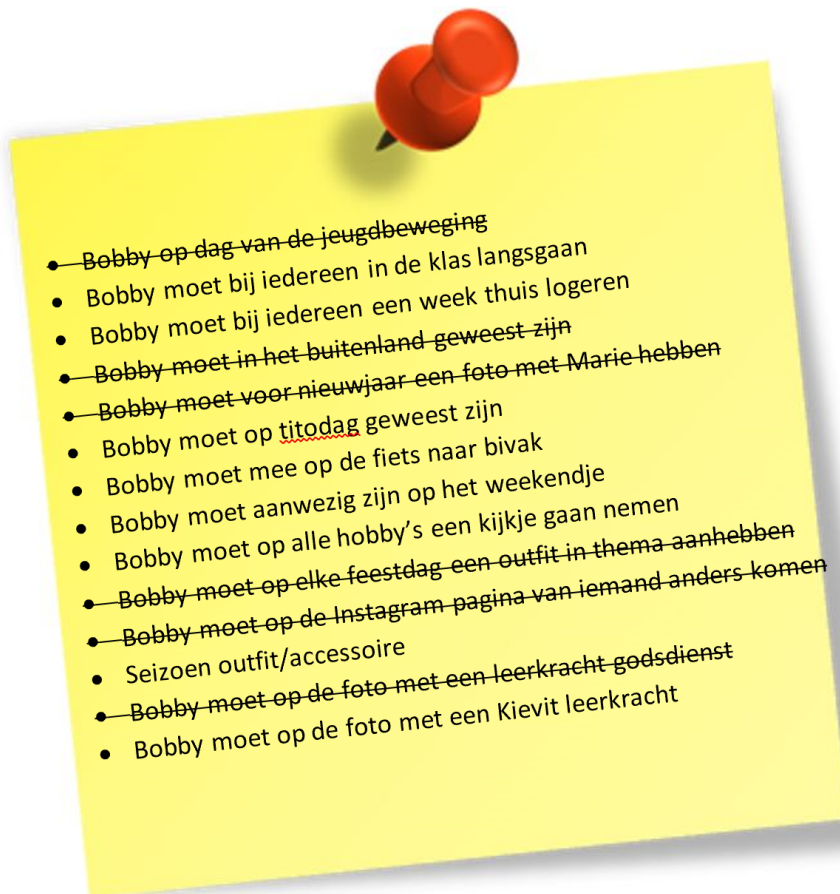 • Bobby op dag van de jeugdbeweging
• Bobby moet bij iedereen in de klas langsgaan
• Bobby moet bij iedereen een week thuis logeren
• Bobby moet in het buitenland geweest zijn
• Bobby moet voor nieuwjaar een foto met Marie hebben
• Bobby moet op titodag geweest zijn
• Bobby moet mee op de fiets naar bivak
• Bobby moet aanwezig zijn op het weekendje
• Bobby moet op alle hobby's een kijkje gaan nemen
• Bobby moet op elke feestdag een outfit in thema aanhebben
• Bobby moet op de Instagram pagina van iemand anders komen
• Seizoen outfit/accessoire
• Bobby moet op de foto met een leerkracht godsdienst
• Bobby moet op de foto met een Kievit leerkracht